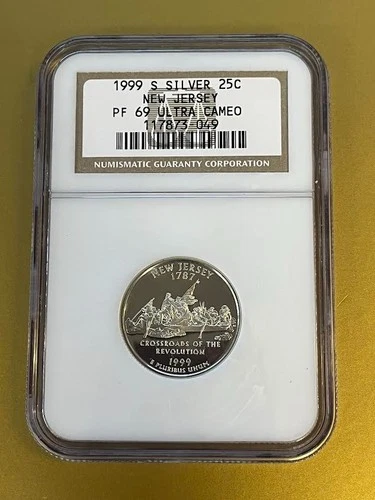 1999 S SILVER 25C
NEW JERSEY
PF 69 ULTRA CAMEO
117873 049
NUMISMATIC GUARANTY CORPORATION
NEW JERSEY
1787
CROSSROADS OF THE
REVOLUTION
1999
E PLURIBUS UNUM